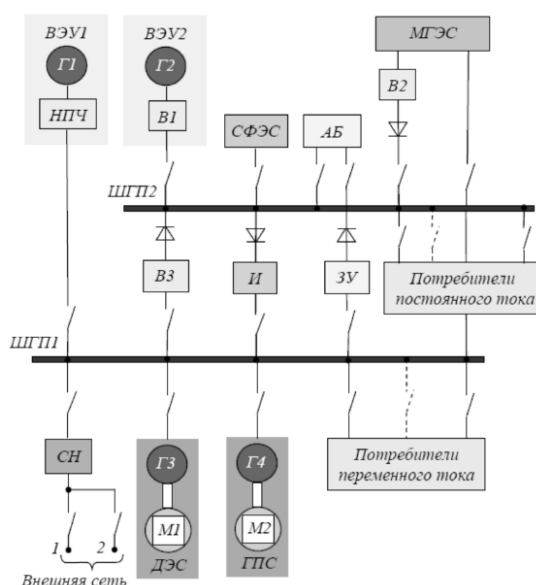 ВЭУ1
ВЭУ2
МГЭС
Г1
Г2
В2
НПЧ
В1
СФЭС
АБ
ШГП2
В3
И
ЗУ
Потребители
постоянного тока
ШГП1
СН
Г3
Г4
Потребители
переменного тока
М1
М2
1
2
ДЭС
ГПС
Внешняя сеть